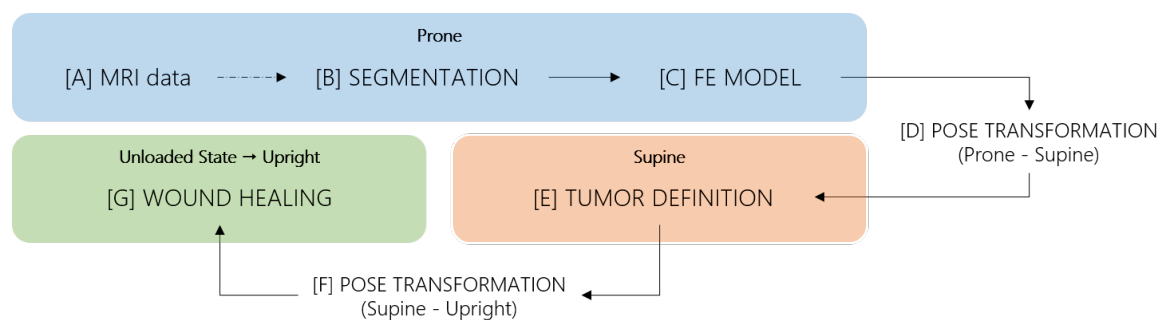 Prone
[A] MRI data
[B] SEGMENTATION
[C] FE MODEL
[D] POSE TRANSFORMATION
(Prone - Supine)
Supine
[E] TUMOR DEFINITION
[F] POSE TRANSFORMATION
(Supine - Upright)
Unloaded State → Upright
[G] WOUND HEALING